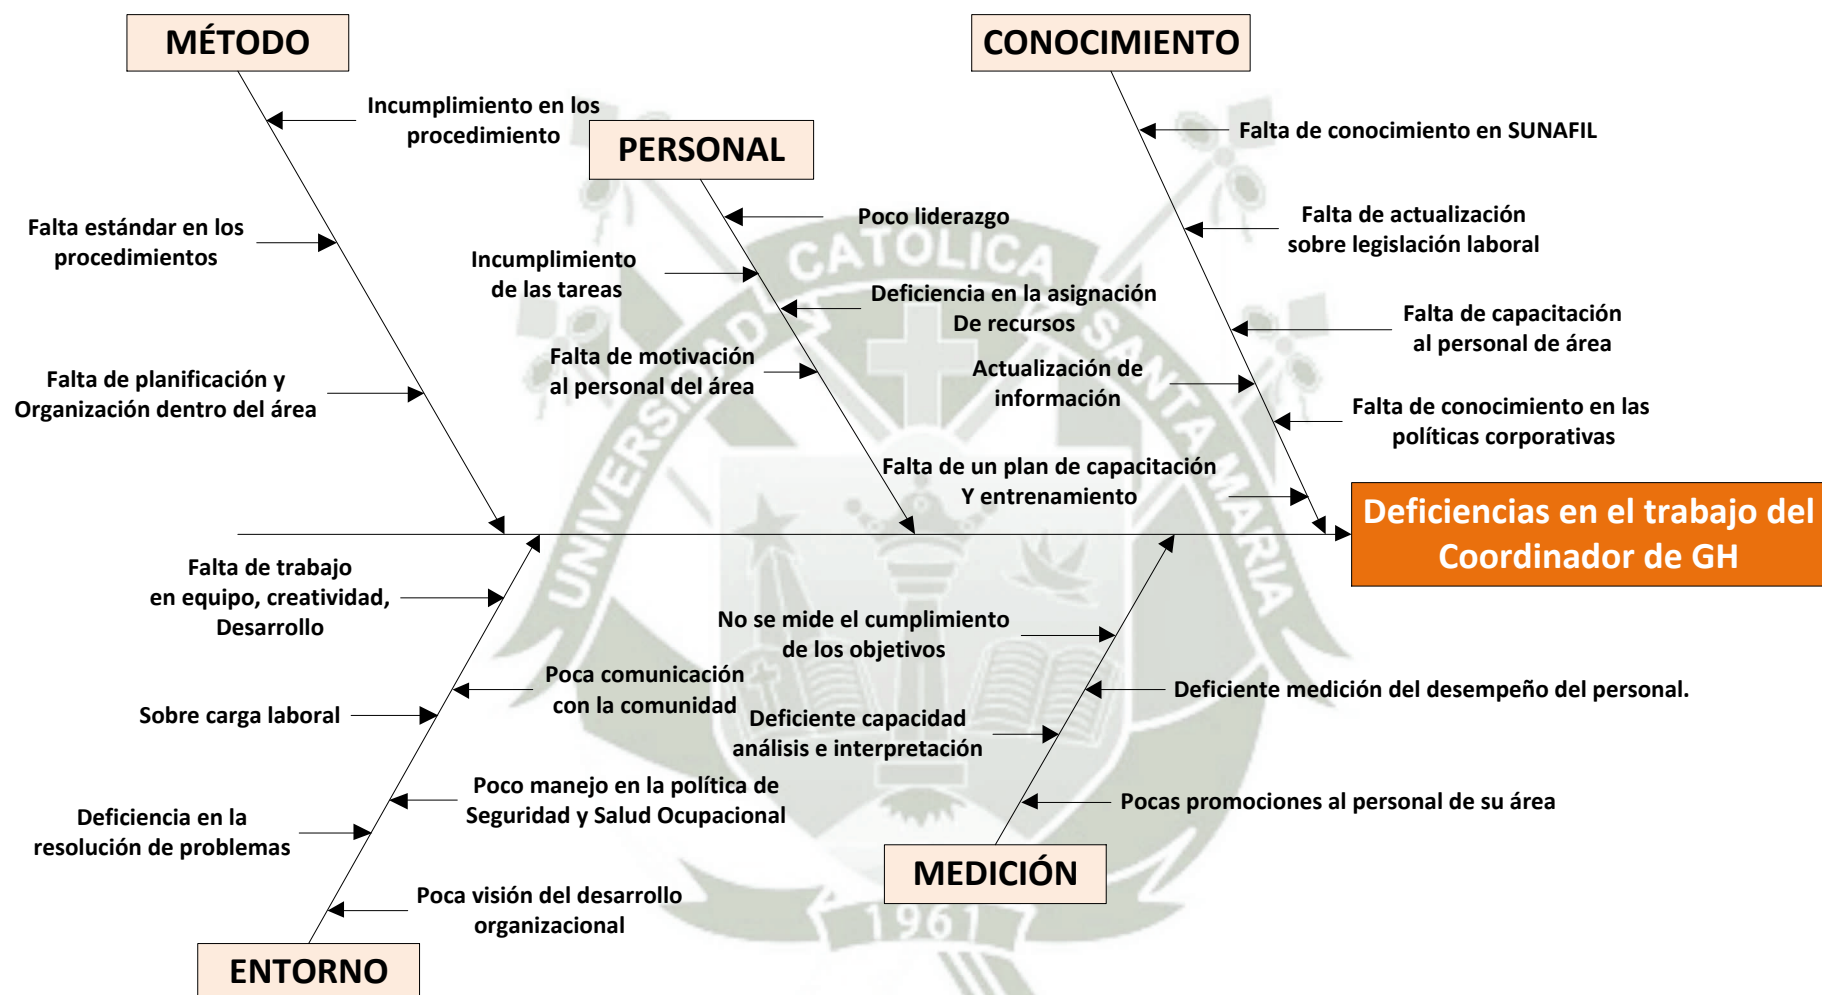 MÉTODO
CONOCIMIENTO
Incumplimiento en los
procedimiento
PERSONAL
Falta de conocimiento en SUNAFIL
Falta estándar en los
procedimientos
Poco liderazgo
Falta de actualización
sobre legislación laboral
Incumplimiento
de las tareas
Deficiencia en la asignación
De recursos
Falta de capacitación
al personal de área
Falta de motivación
al personal del área
Actualización de
información
Falta de planificación y
Organización dentro del área
Falta de conocimiento en las
políticas corporativas
Falta de un plan de capacitación
Y entrenamiento
Deficiencias en el trabajo del
Coordinador de GH
Falta de trabajo
en equipo, creatividad,
Desarrollo
No se mide el cumplimiento
de los objetivos
Poca comunicación
con la comunidad
Deficiente medición del desempeño del personal.
Sobre carga laboral
Deficiente capacidad
análisis e interpretación
Poco manejo en la política de
Seguridad y Salud Ocupacional
Pocas promociones al personal de su área
Deficiencia en la
resolución de problemas
MEDICIÓN
Poca visión del desarrollo
organizacional
ENTORNO
UNIVERSIDAD CATOLICA SANTA MARIA
1961